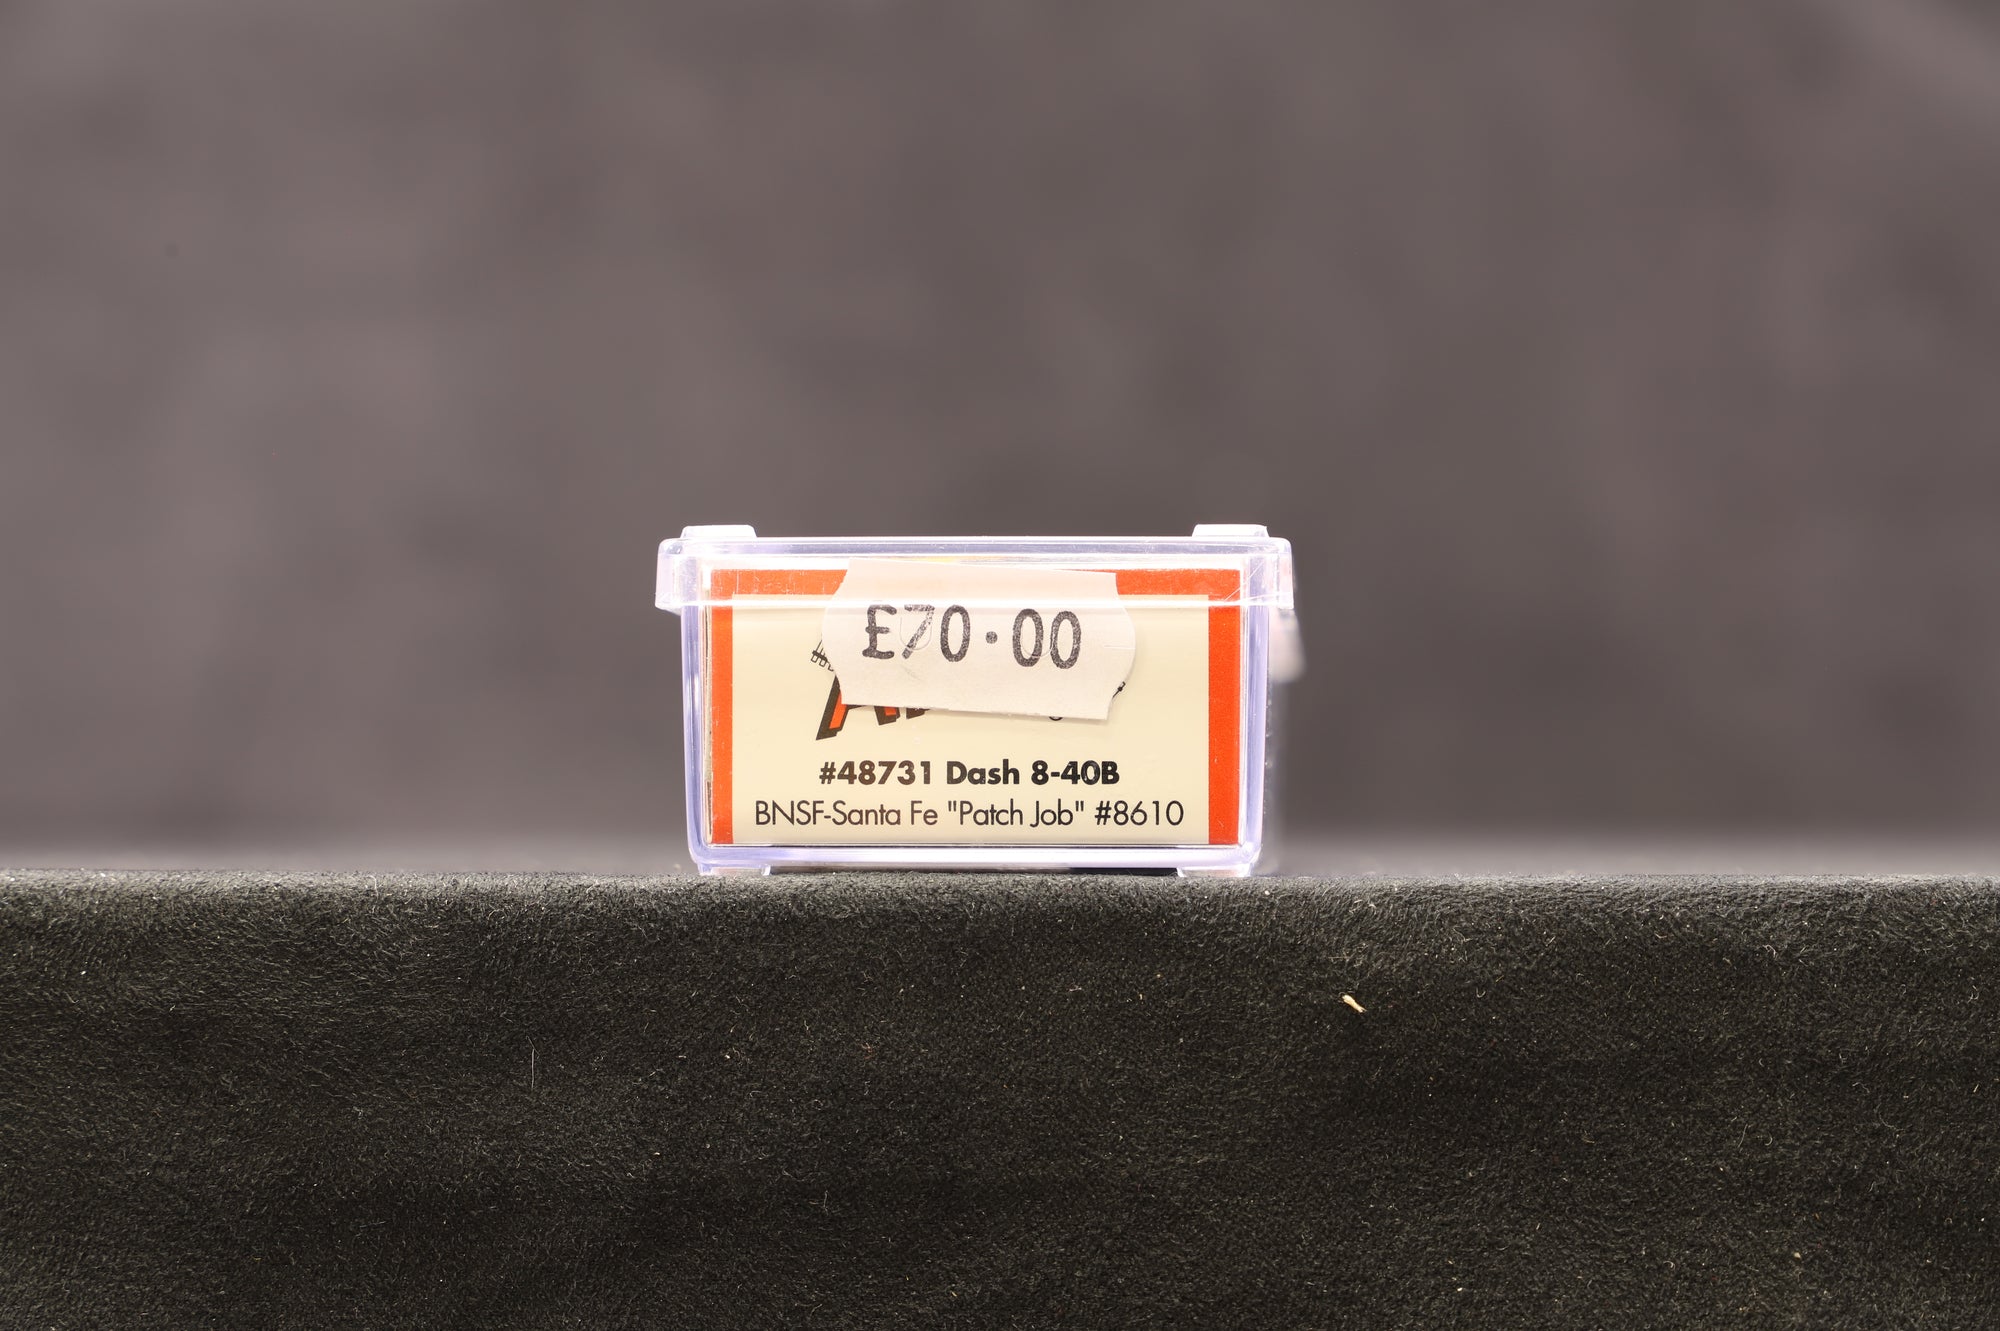 £70.00
#48731 Dash 8-40B
BNSF-Santa Fe "Patch Job" #8610